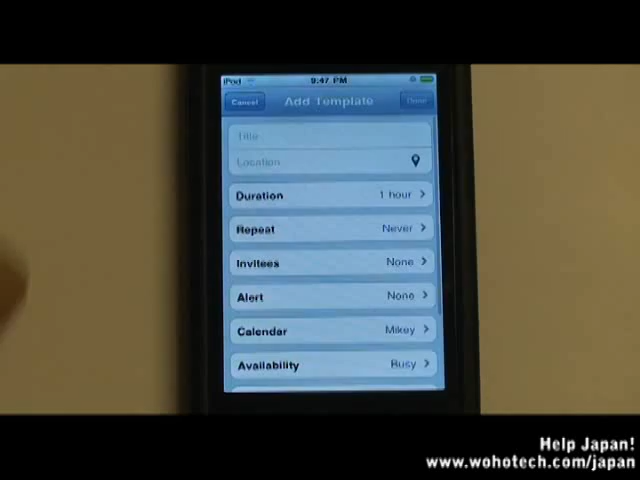 iPod 9:47 PM
Cancel Add Template Done
Title
Location
Duration 1 hour
Repeat Never
Invitees None
Alert None
Calendar Mikey
Availability Busy
Help Japan!
www.wohotech.com/japan